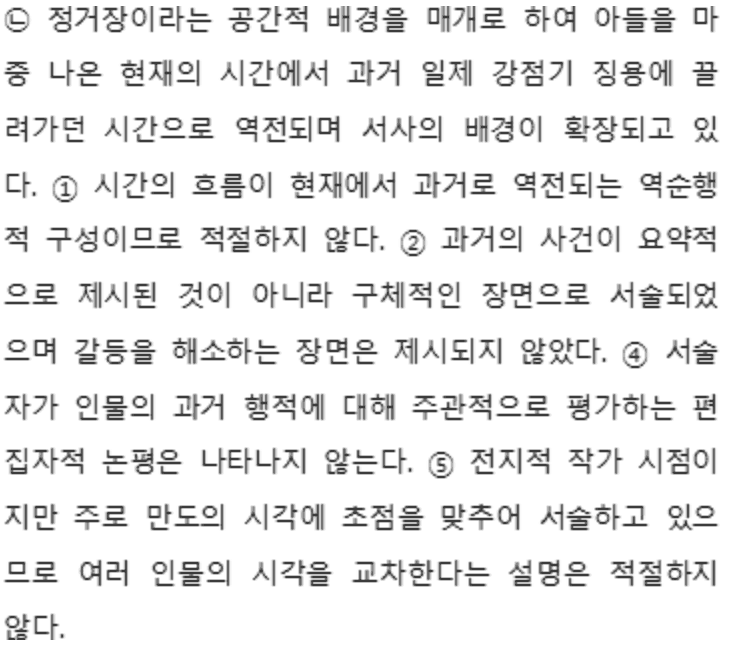 ㉡ 정거장이라는 공간적 배경을 매개로 하여 아들을 마
중 나온 현재의 시간에서 과거 일제 강점기 징용에 끌
려가던 시간으로 역전되며 서사의 배경이 확장되고 있
다. ① 시간의 흐름이 현재에서 과거로 역전되는 역순행
적 구성이므로 적절하지 않다. ② 과거의 사건이 요약적
으로 제시된 것이 아니라 구체적인 장면으로 서술되었
으며 갈등을 해소하는 장면은 제시되지 않았다. ④ 서술
자가 인물의 과거 행적에 대해 주관적으로 평가하는 편
집자적 논평은 나타나지 않는다. ⑤ 전지적 작가 시점이
지만 주로 만도의 시각에 초점을 맞추어 서술하고 있으
므로 여러 인물의 시각을 교차한다는 설명은 적절하지
않다.